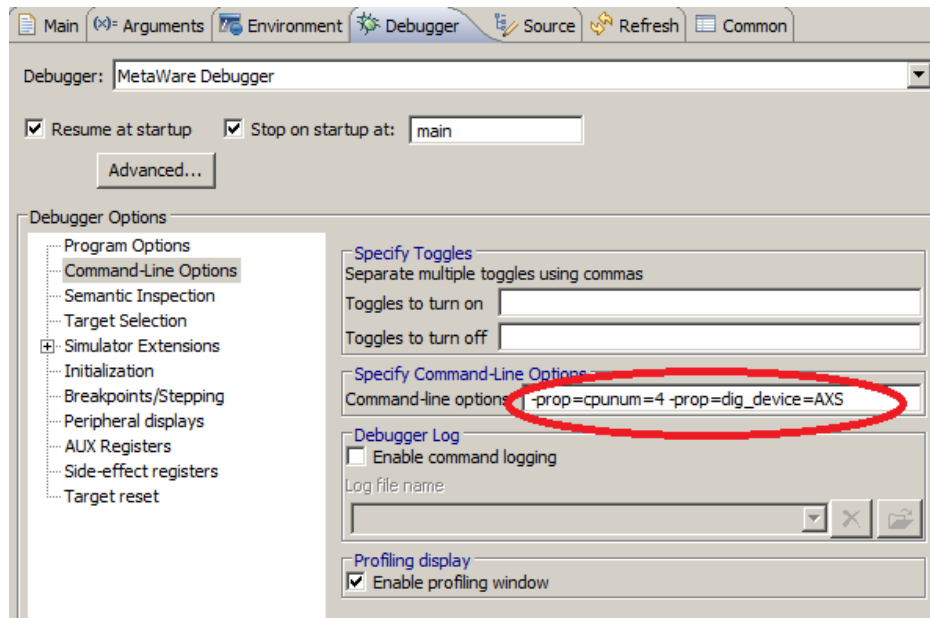 Main (x)= Arguments Environment Debugger Source Refresh Common
Debugger: MetaWare Debugger
Resume at startup Stop on startup at: main
Advanced...
Debugger Options
Program Options
Command-Line Options
Semantic Inspection
Target Selection
Simulator Extensions
Initialization
Breakpoints/Stepping
Peripheral displays
AUX Registers
Side-effect registers
Target reset
Specify Toggles
Separate multiple toggles using commas
Toggles to turn on
Toggles to turn off
Specify Command-Line Options
Command-line options -prop=cpunum=4 -prop=dig_device=AXS
Debugger Log
Enable command logging
Log file name
Profiling display
Enable profiling window